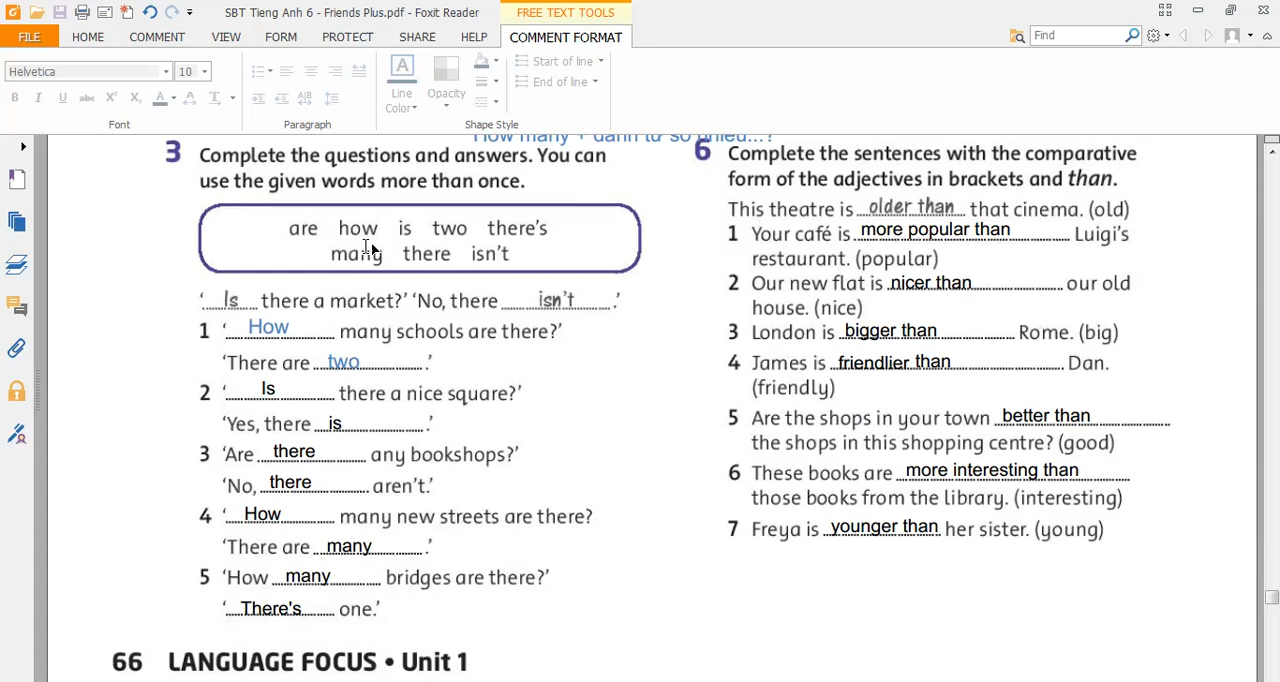 SBT Tieng Anh 6 - Friends Plus.pdf - Foxit Reader
FREE TEXT TOOLS
FILE HOME COMMENT VIEW FORM PROTECT SHARE HELP COMMENT FORMAT
Find
Helvetica 10
Line Color
Opacity
Start of line
End of line
B I U abc X² X₂ A A T
Font
Paragraph
Shape Style
How many + danh từ số nhiều...?
3 Complete the questions and answers. You can
use the given words more than once.
are how is two there's
many there isn't
'Is there a market?' 'No, there isn't.'
1 'How many schools are there?'
'There are two.'
2 'Is there a nice square?'
'Yes, there is.'
3 'Are there any bookshops?'
'No, there aren't.'
4 'How many new streets are there?
'There are many.'
5 'How many bridges are there?'
'There's one.'
66 LANGUAGE FOCUS • Unit 1
6 Complete the sentences with the comparative
form of the adjectives in brackets and than.
This theatre is older than that cinema. (old)
1 Your café is more popular than Luigi's
restaurant. (popular)
2 Our new flat is nicer than our old
house. (nice)
3 London is bigger than Rome. (big)
4 James is friendlier than Dan.
(friendly)
5 Are the shops in your town better than
the shops in this shopping centre? (good)
6 These books are more interesting than
those books from the library. (interesting)
7 Freya is younger than her sister. (young)